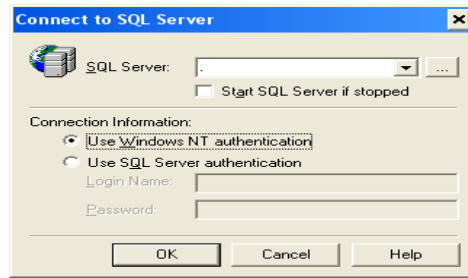 Connect to SQL Server
SQL Server: .
...
Start SQL Server if stopped
Connection Information:
Use Windows NT authentication
Use SQL Server authentication
Login Name:
Password:
OK Cancel Help